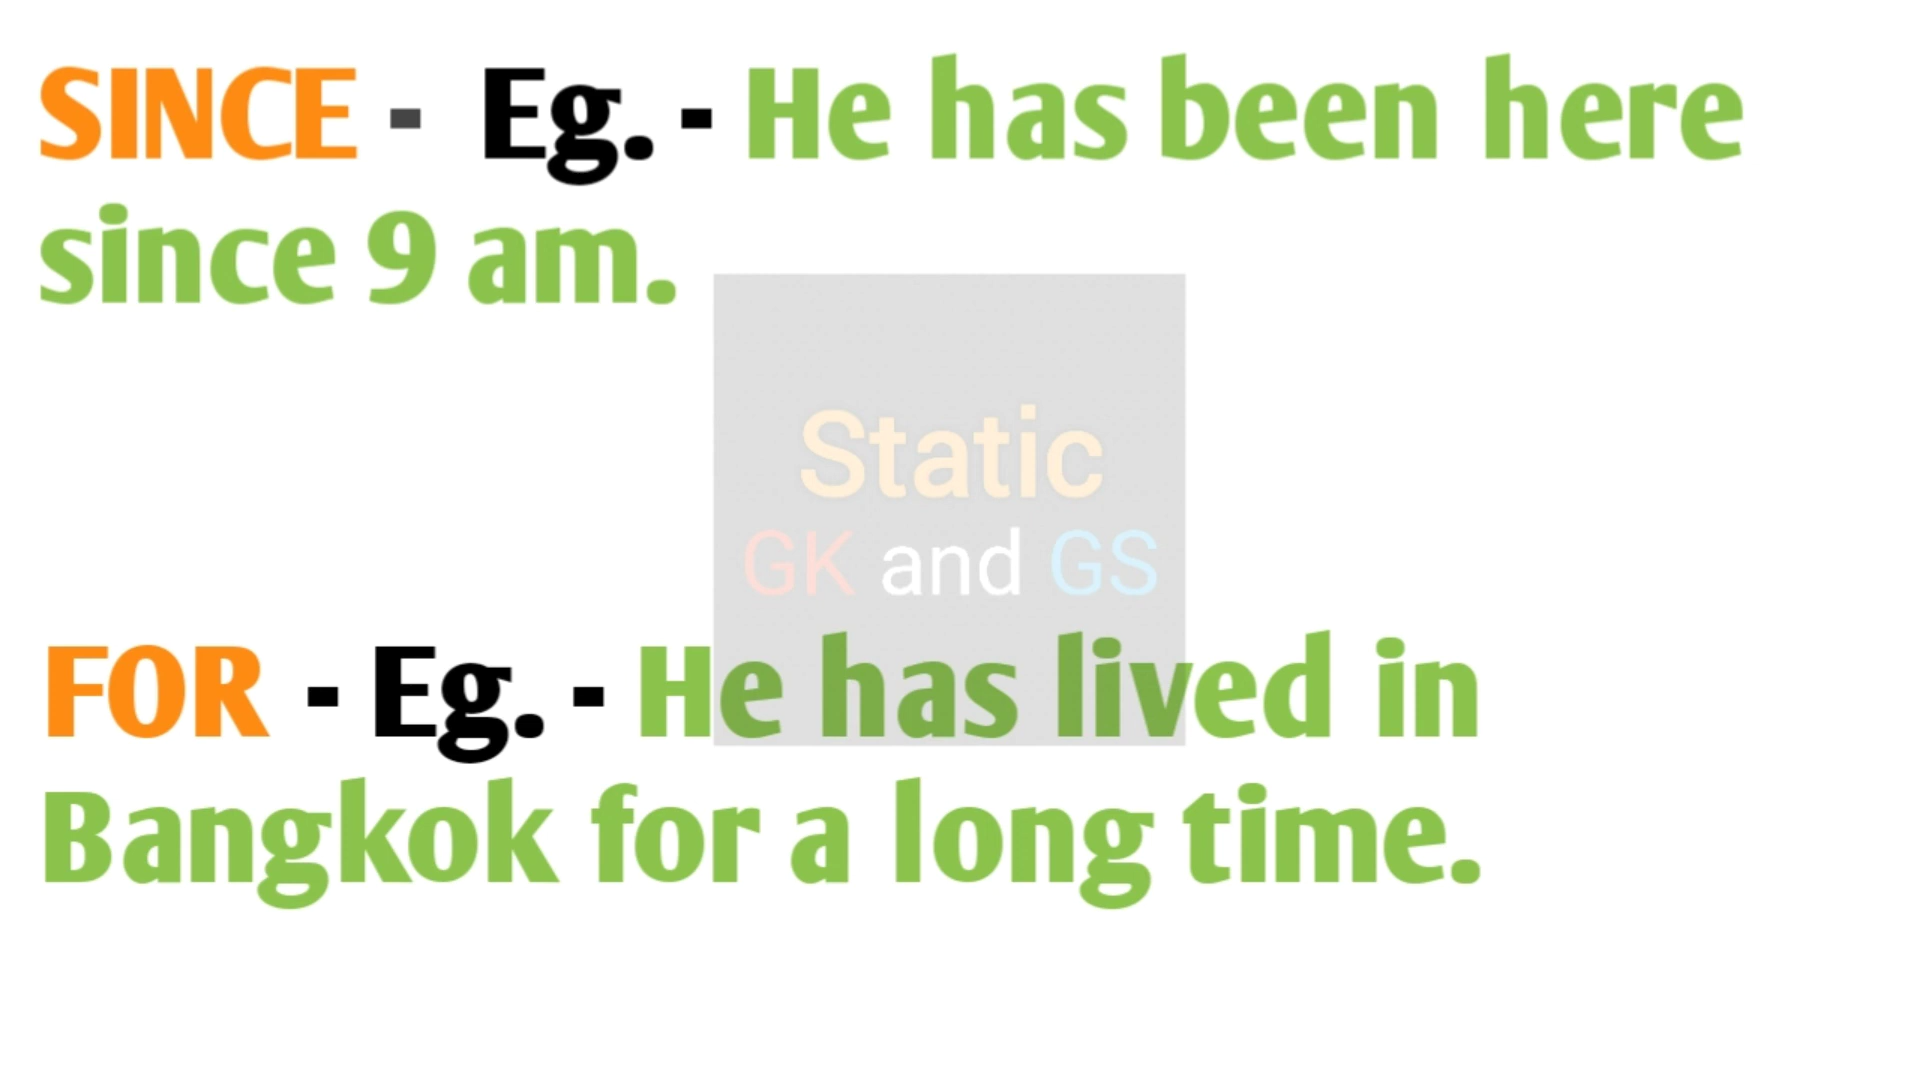 SINCE - Eg. - He has been here
since 9 am.
Static
GK and GS
FOR - Eg. - He has lived in
Bangkok for a long time.